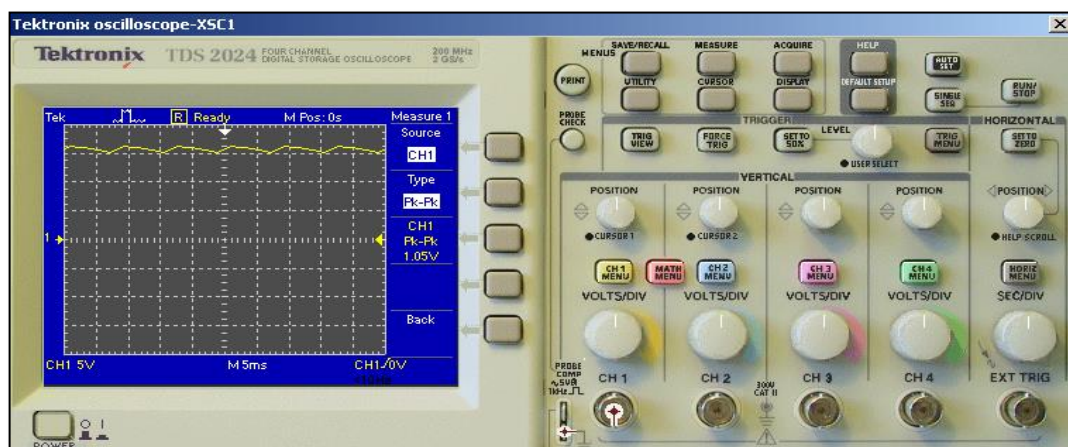 Tektronix oscilloscope-XSC1
Tektronix TDS 2024 FOUR CHANNEL DIGITAL STORAGE OSCILLOSCOPE 200 MHz 2 GS/s
Tek R Ready M Pos: 0s Measure 1
Source
CH1
Type
Pk-Pk
CH1
Pk-Pk
1.05V
Back
1
CH1 5V M 5ms CH1/0V
POWER
MENUS
SAVE/RECALL MEASURE ACQUIRE HELP
PRINT
UTILITY CURSOR DISPLAY DEFAULT SETUP
AUTO SET
SINGLE SEQ
RUN/STOP
PROBE CHECK
TRIGGER
TRIG VIEW
FORCE TRIG
SET TO 50%
LEVEL
USER SELECT
TRIG MENU
HORIZONTAL
SET TO ZERO
VERTICAL
POSITION POSITION POSITION POSITION POSITION
CURSOR 1 CURSOR 2 HELP SCROLL
CH 1 MENU
MATH MENU
CH 2 MENU
CH 3 MENU
CH 4 MENU
HORIZ MENU
VOLTS/DIV VOLTS/DIV VOLTS/DIV VOLTS/DIV SEC/DIV
PROBE COMP
~5V@
1kHz
CH 1 CH 2 300V CAT II CH 3 CH 4 EXT TRIG